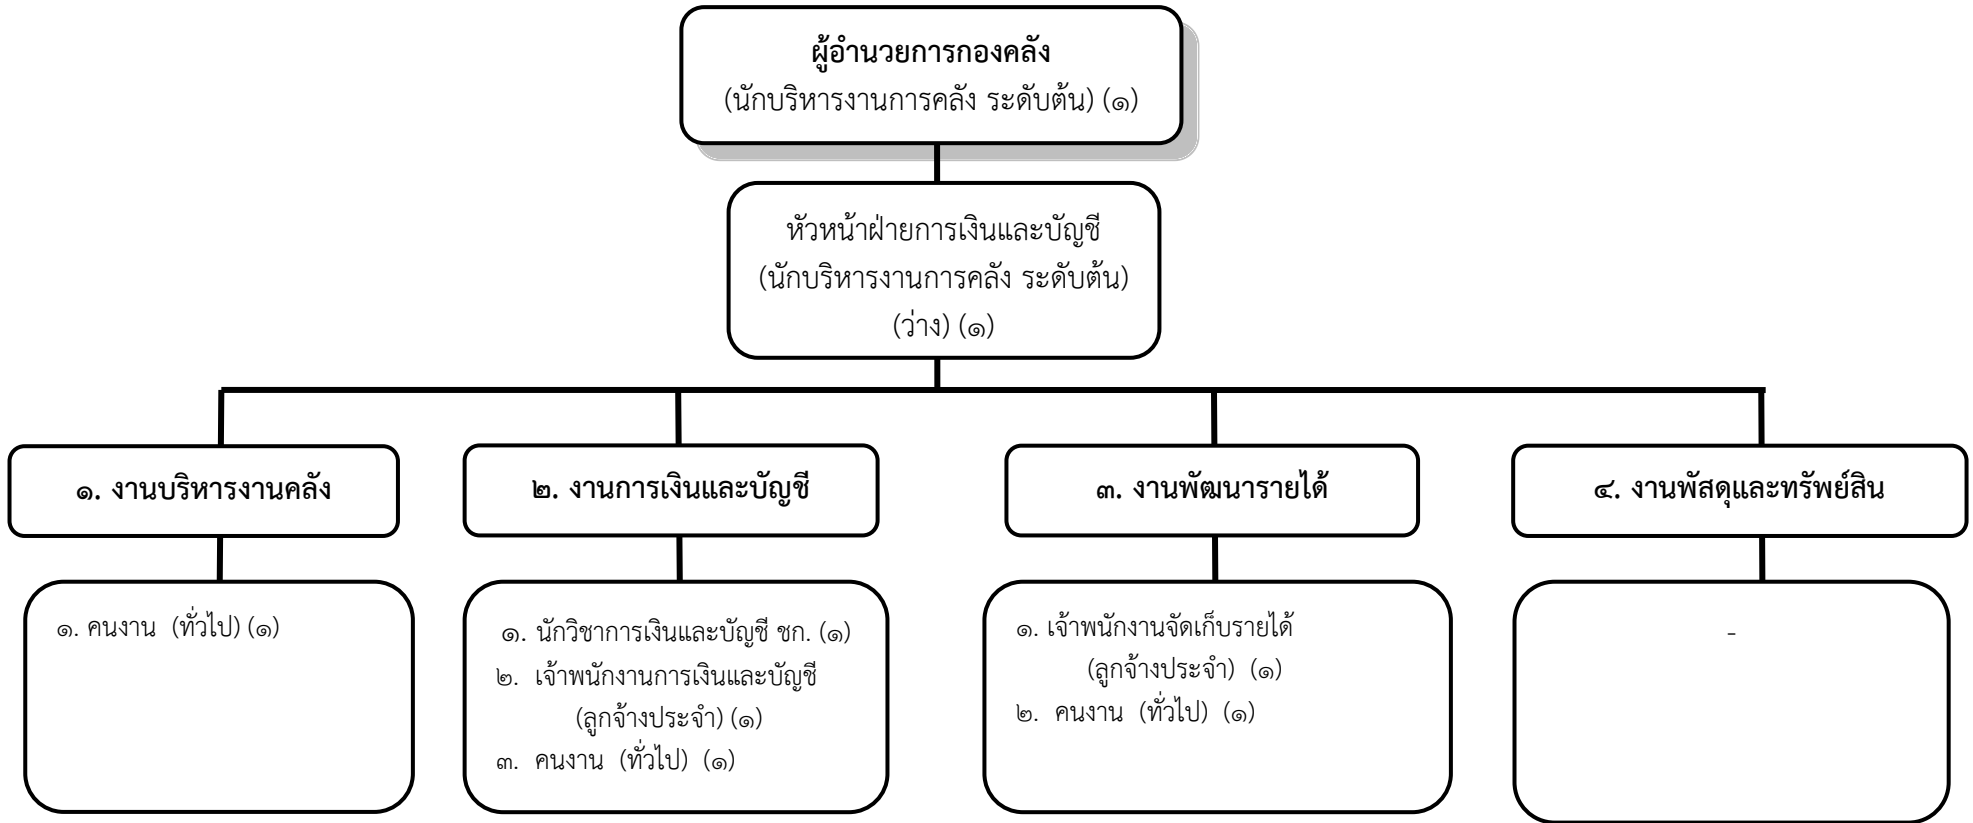 ผู้อำนวยการกองคลัง
(นักบริหารงานการคลัง ระดับต้น) (๑)
หัวหน้าฝ่ายการเงินและบัญชี
(นักบริหารงานการคลัง ระดับต้น)
(ว่าง) (๑)
๑. งานบริหารงานคลัง
๒. งานการเงินและบัญชี
๓. งานพัฒนารายได้
๔. งานพัสดุและทรัพย์สิน
๑. คนงาน (ทั่วไป) (๑)
๑. นักวิชาการเงินและบัญชี ชก. (๑)
๒. เจ้าพนักงานการเงินและบัญชี
(ลูกจ้างประจำ) (๑)
๓. คนงาน (ทั่วไป) (๑)
๑. เจ้าพนักงานจัดเก็บรายได้
(ลูกจ้างประจำ) (๑)
๒. คนงาน (ทั่วไป) (๑)
-